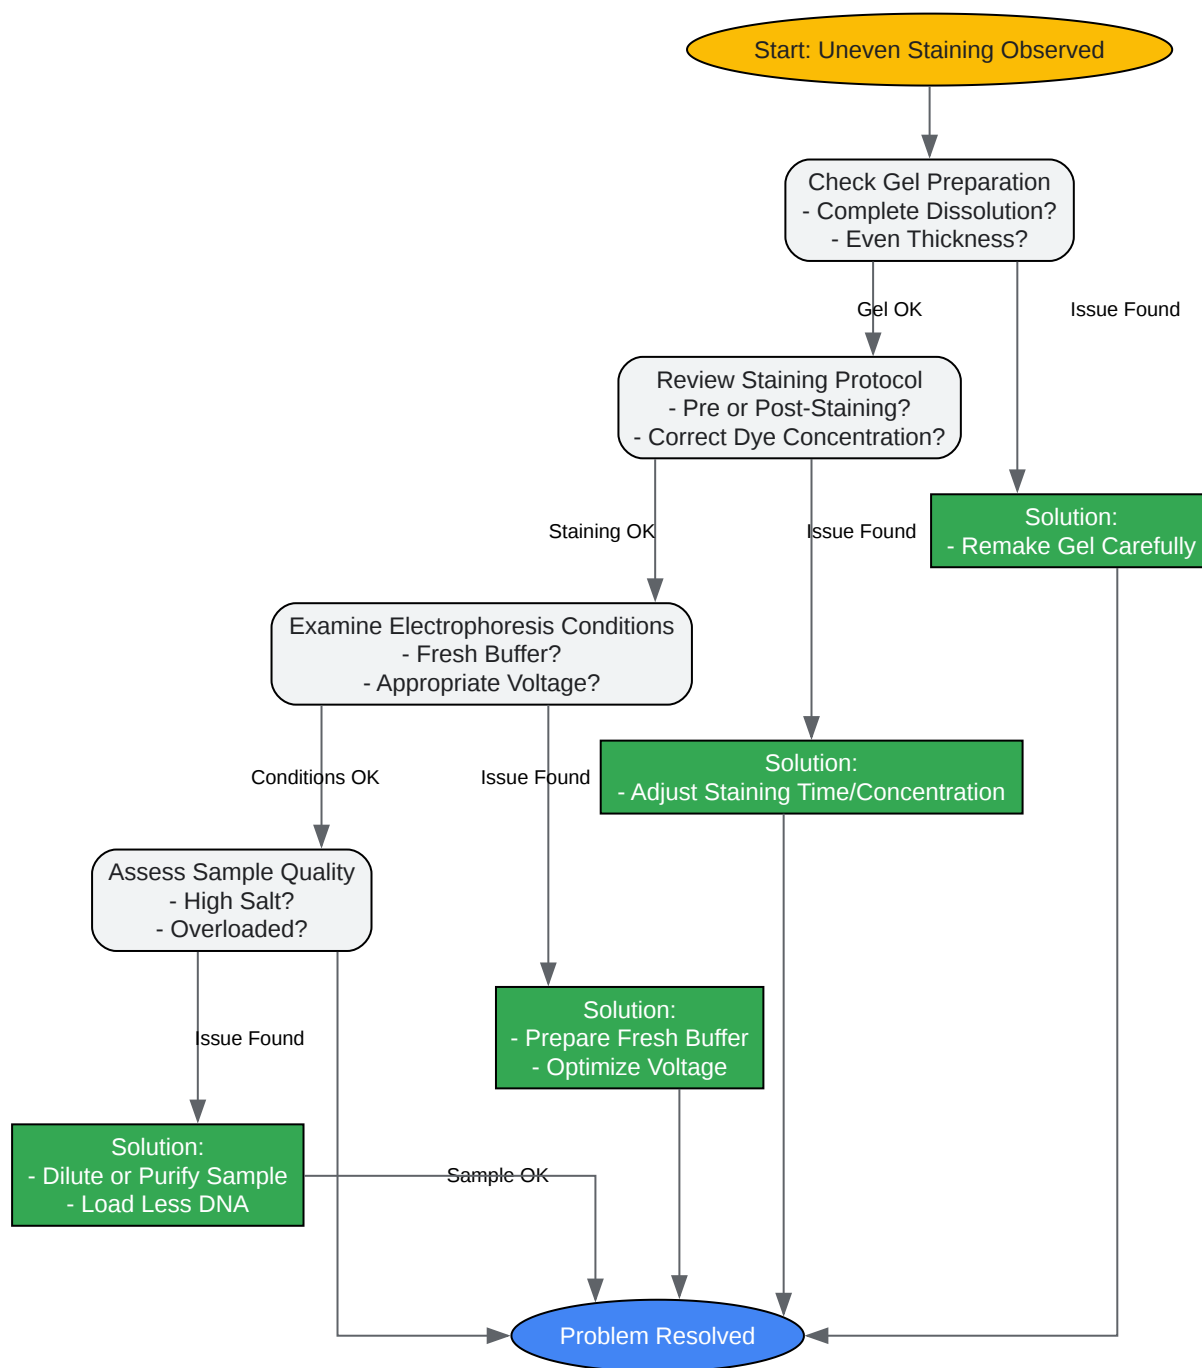 Start: Uneven Staining Observed
Check Gel Preparation
- Complete Dissolution?
- Even Thickness?
Gel OK
Issue Found
Review Staining Protocol
- Pre or Post-Staining?
- Correct Dye Concentration?
Solution:
- Remake Gel Carefully
Staining OK
Issue Found
Examine Electrophoresis Conditions
- Fresh Buffer?
- Appropriate Voltage?
Solution:
- Adjust Staining Time/Concentration
Conditions OK
Issue Found
Assess Sample Quality
- High Salt?
- Overloaded?
Solution:
- Prepare Fresh Buffer
- Optimize Voltage
Issue Found
Solution:
- Dilute or Purify Sample
- Load Less DNA
Sample OK
Problem Resolved